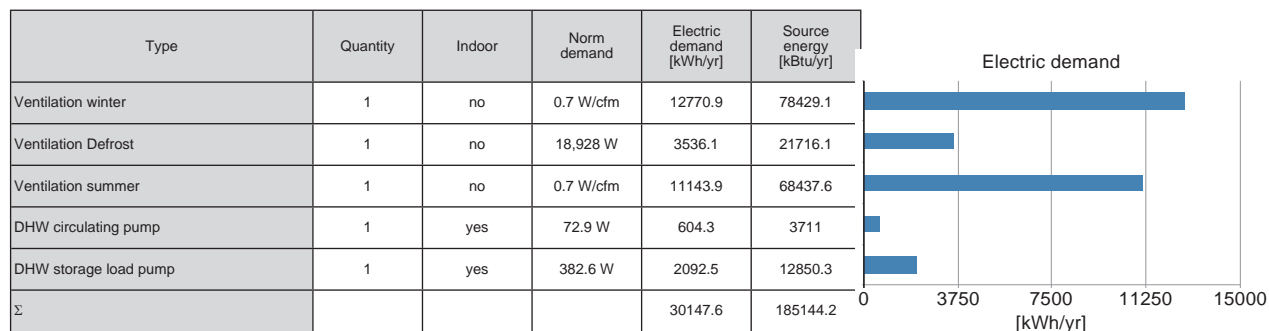 Type Quantity Indoor Norm demand Electric demand [kWh/yr] Source energy [kBtu/yr]
Ventilation winter 1 no 0.7 W/cfm 12770.9 78429.1
Ventilation Defrost 1 no 18,928 W 3536.1 21716.1
Ventilation summer 1 no 0.7 W/cfm 11143.9 68437.6
DHW circulating pump 1 yes 72.9 W 604.3 3711
DHW storage load pump 1 yes 382.6 W 2092.5 12850.3
Σ 30147.6 185144.2
Electric demand
0 3750 7500 11250 15000
[kWh/yr]